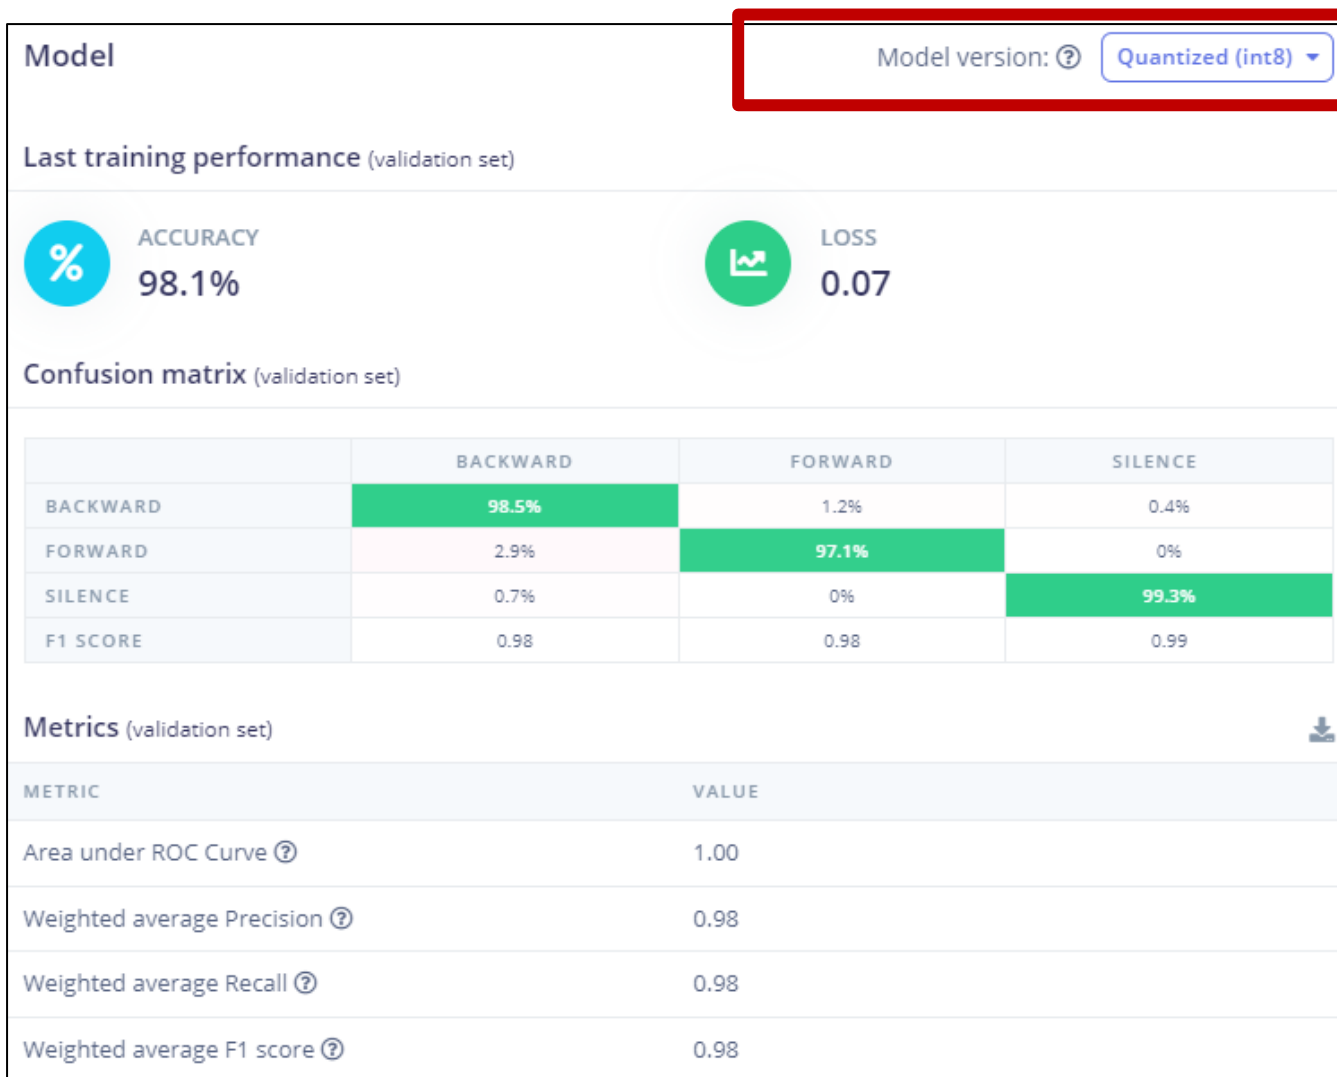 Model Model version: Quantized (int8)
Last training performance (validation set)
ACCURACY LOSS
98.1% 0.07
Confusion matrix (validation set)
BACKWARD FORWARD SILENCE
BACKWARD 98.5% 1.2% 0.4%
FORWARD 2.9% 97.1% 0%
SILENCE 0.7% 0% 99.3%
F1 SCORE 0.98 0.98 0.99
Metrics (validation set)
METRIC VALUE
Area under ROC Curve 1.00
Weighted average Precision 0.98
Weighted average Recall 0.98
Weighted average F1 score 0.98